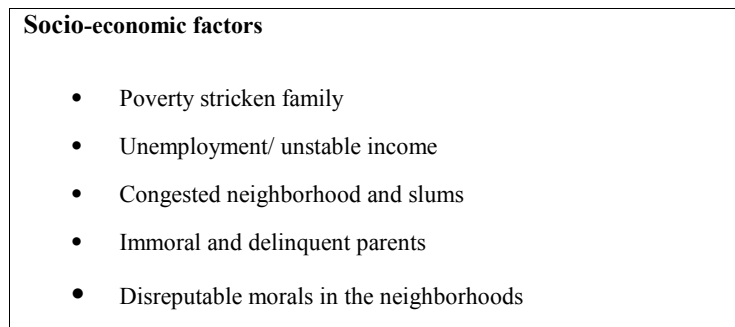 Socio-economic factors
• Poverty stricken family
• Unemployment/ unstable income
• Congested neighborhood and slums
• Immoral and delinquent parents
• Disreputable morals in the neighborhoods